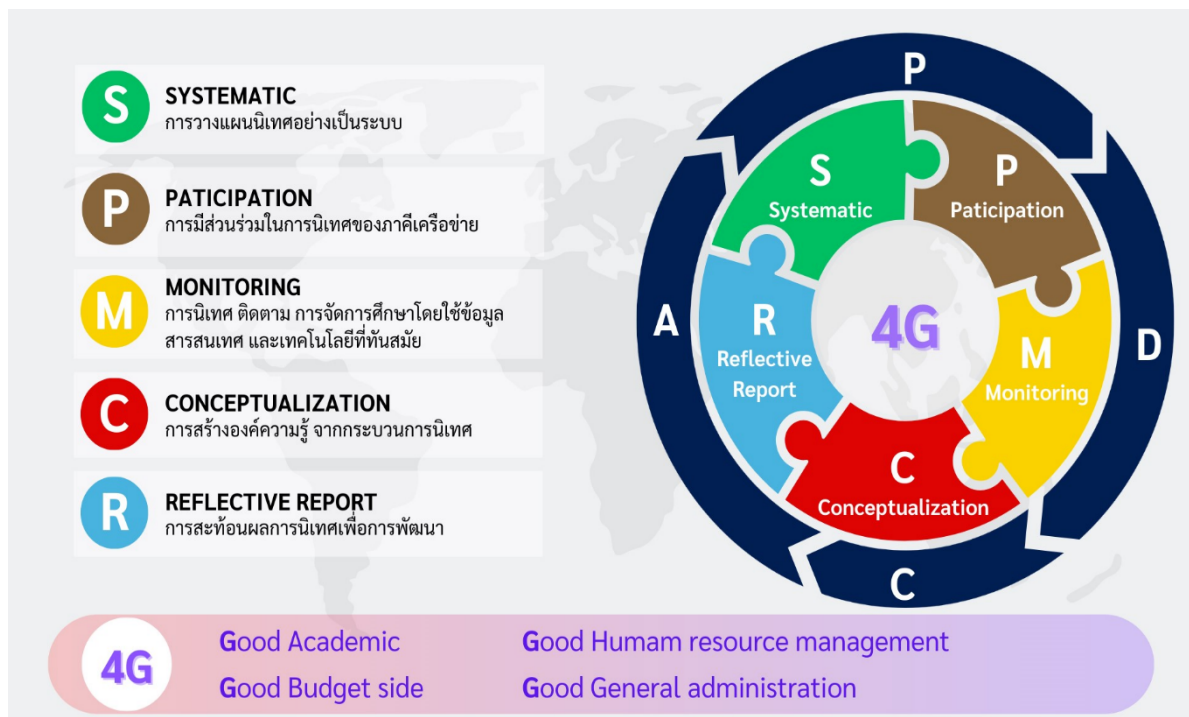 S
SYSTEMATIC
การวางแผนนิเทศอย่างเป็นระบบ
P
PATICIPATION
การมีส่วนร่วมในการนิเทศของภาคีเครือข่าย
M
MONITORING
การนิเทศ ติดตาม การจัดการศึกษาโดยใช้ข้อมูล
สารสนเทศ และเทคโนโลยีที่ทันสมัย
C
CONCEPTUALIZATION
การสร้างองค์ความรู้ จากกระบวนการนิเทศ
R
REFLECTIVE REPORT
การสะท้อนผลการนิเทศเพื่อการพัฒนา
P
D
C
A
S
Systematic
P
Paticipation
M
Monitoring
C
Conceptualization
R
Reflective
Report
4G
4G
Good Academic
Good Humam resource management
Good Budget side
Good General administration